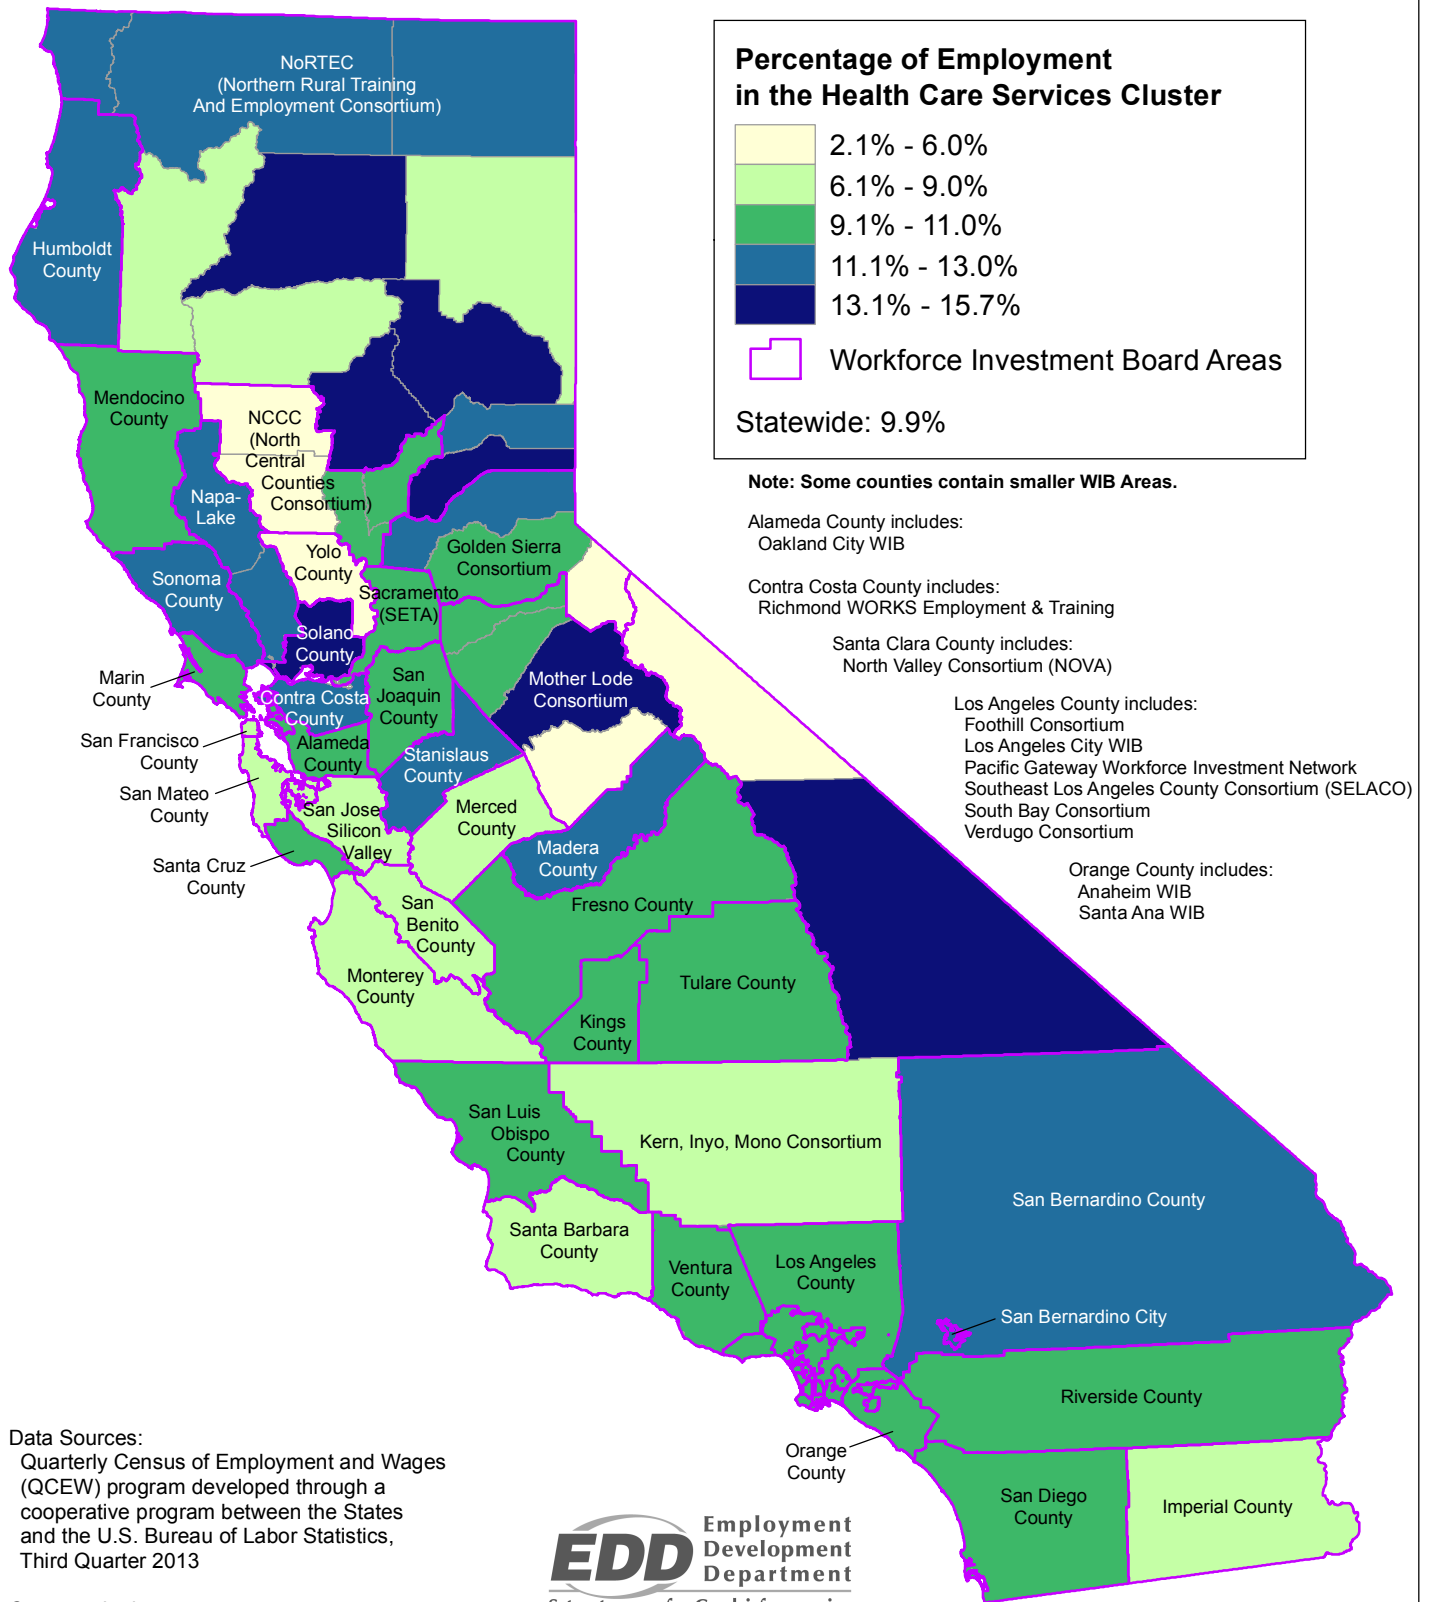 Percentage of Employment
in the Health Care Services Cluster
2.1% - 6.0%
6.1% - 9.0%
9.1% - 11.0%
11.1% - 13.0%
13.1% - 15.7%
Workforce Investment Board Areas
Statewide: 9.9%
Note: Some counties contain smaller WIB Areas.
Alameda County includes:
Oakland City WIB
Contra Costa County includes:
Richmond WORKS Employment & Training
Santa Clara County includes:
North Valley Consortium (NOVA)
Los Angeles County includes:
Foothill Consortium
Los Angeles City WIB
Pacific Gateway Workforce Investment Network
Southeast Los Angeles County Consortium (SELACO)
South Bay Consortium
Verdugo Consortium
Orange County includes:
Anaheim WIB
Santa Ana WIB
NoRTEC
(Northern Rural Training
And Employment Consortium)
Humboldt
County
Mendocino
County
NCCC
(North
Central
Counties
Consortium)
Napa-
Lake
Yolo
County
Golden Sierra
Consortium
Sonoma
County
Sacramento
(SETA)
Solano
County
Marin
County
Contra Costa
County
San
Joaquin
County
Mother Lode
Consortium
San Francisco
County
Alameda
County
Stanislaus
County
San Mateo
County
San Jose
Silicon
Valley
Merced
County
Santa Cruz
County
Madera
County
San
Benito
County
Fresno County
Monterey
County
Tulare County
Kings
County
San Luis
Obispo
County
Kern, Inyo, Mono Consortium
San Bernardino County
Santa Barbara
County
Ventura
County
Los Angeles
County
San Bernardino City
Riverside County
Orange
County
San Diego
County
Imperial County
Data Sources:
Quarterly Census of Employment and Wages
(QCEW) program developed through a
cooperative program between the States
and the U.S. Bureau of Labor Statistics,
Third Quarter 2013
EDD
Employment
Development
Department